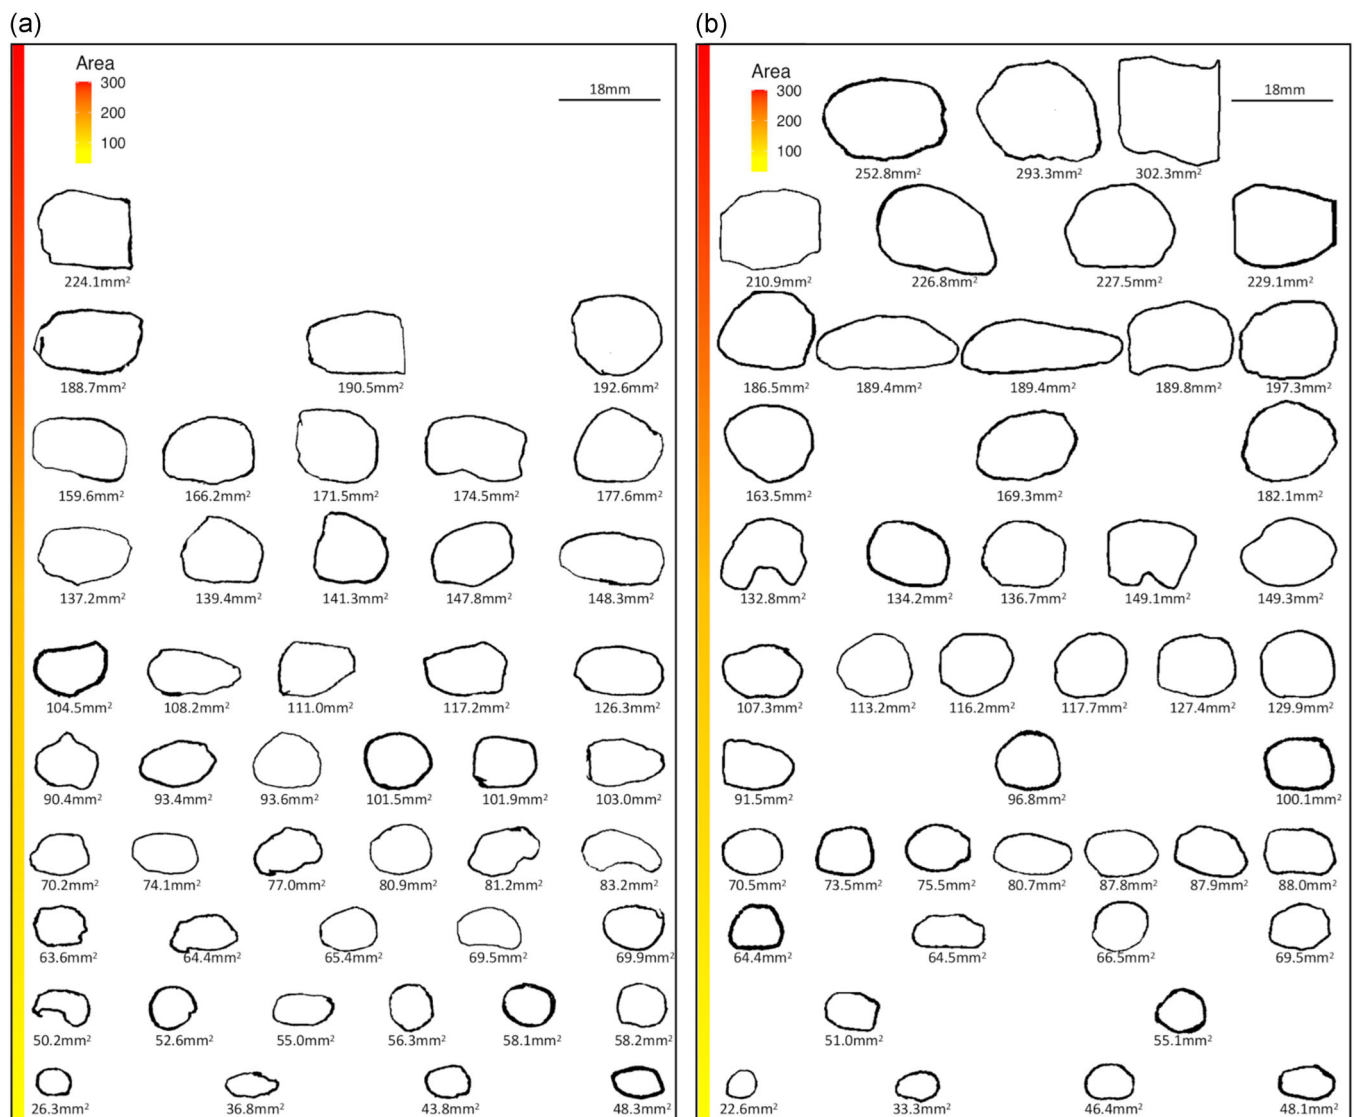 (a)
Area
300
200
100
18mm
224.1mm²
188.7mm² 190.5mm² 192.6mm²
159.6mm² 166.2mm² 171.5mm² 174.5mm² 177.6mm²
137.2mm² 139.4mm² 141.3mm² 147.8mm² 148.3mm²
104.5mm² 108.2mm² 111.0mm² 117.2mm² 126.3mm²
90.4mm² 93.4mm² 93.6mm² 101.5mm² 101.9mm² 103.0mm²
70.2mm² 74.1mm² 77.0mm² 80.9mm² 81.2mm² 83.2mm²
63.6mm² 64.4mm² 65.4mm² 69.5mm² 69.9mm²
50.2mm² 52.6mm² 55.0mm² 56.3mm² 58.1mm² 58.2mm²
26.3mm² 36.8mm² 43.8mm² 48.3mm²
(b)
Area
300
200
100
18mm
252.8mm² 293.3mm² 302.3mm²
210.9mm² 226.8mm² 227.5mm² 229.1mm²
186.5mm² 189.4mm² 189.4mm² 189.8mm² 197.3mm²
163.5mm² 169.3mm² 182.1mm²
132.8mm² 134.2mm² 136.7mm² 149.1mm² 149.3mm²
107.3mm² 113.2mm² 116.2mm² 117.7mm² 127.4mm² 129.9mm²
91.5mm² 96.8mm² 100.1mm²
70.5mm² 73.5mm² 75.5mm² 80.7mm² 87.8mm² 87.9mm² 88.0mm²
64.4mm² 64.5mm² 66.5mm² 69.5mm²
51.0mm² 55.1mm²
22.6mm² 33.3mm² 46.4mm² 48.1mm²